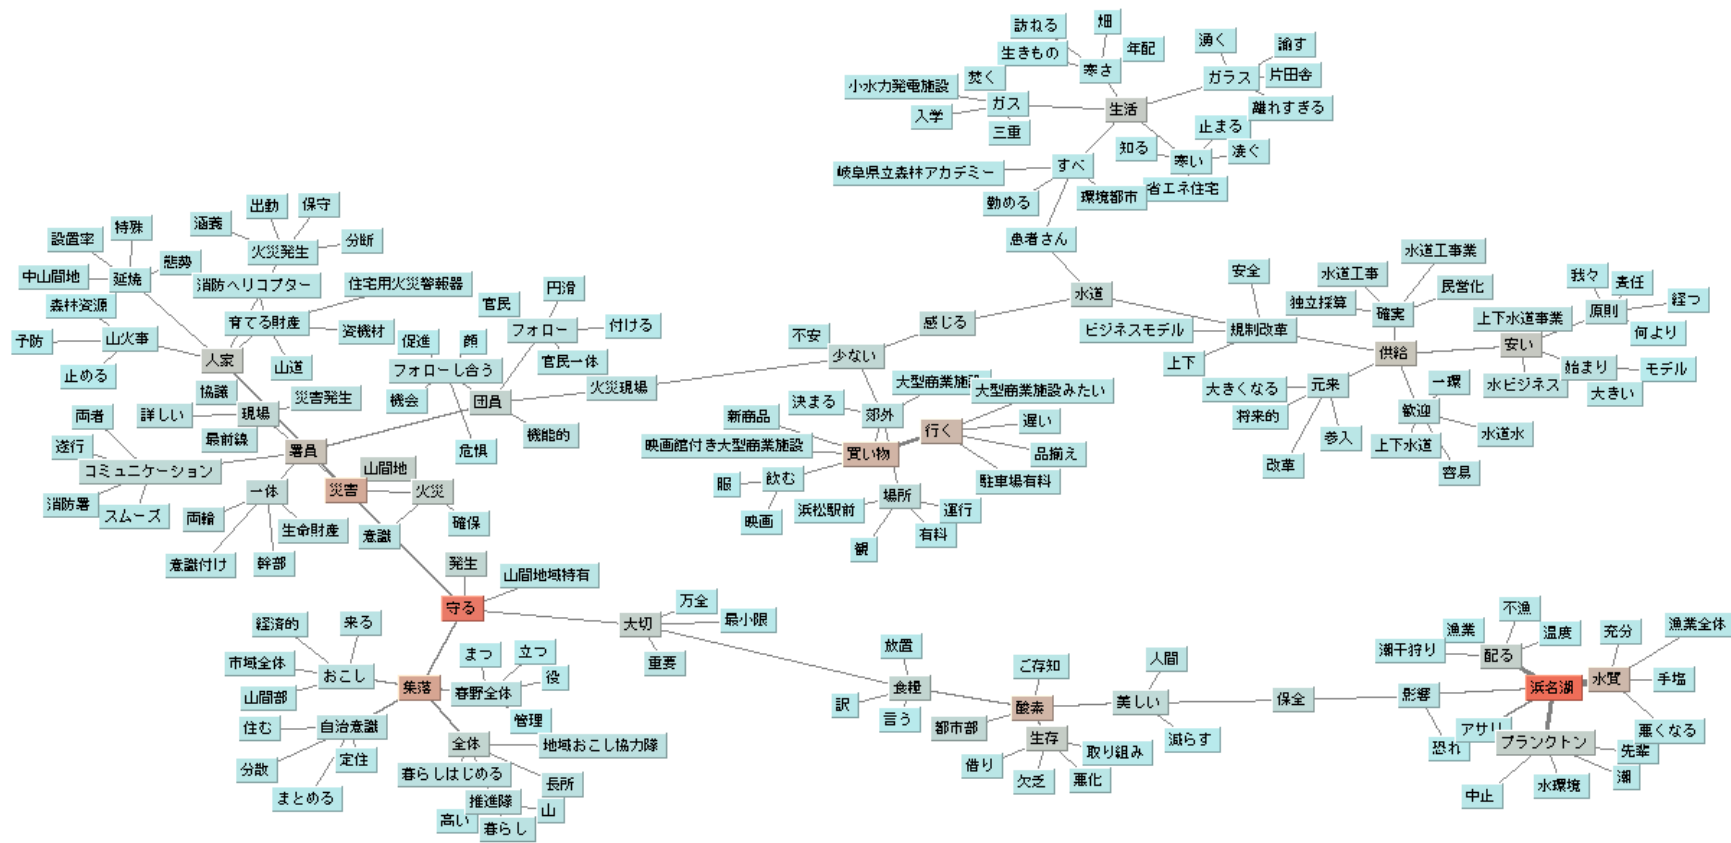 訪ねる
畑
生きもの
年配
寒さ
湧く
諭す
ガラス
片田舎
離れすぎる
小水力発電施設
焚く
ガス
入学
三重
生活
止まる
知る
凄ぐ
寒い
すべ
岐阜県立森林アカデミー
環境都市
省エネ住宅
勤める
患者さん
水道
感じる
少ない
不安
安全
ビジネスモデル
規制改革
上下
水道工事業
水道工事
民営化
独立採算
確実
供給
我々
責任
経つ
原則
何より
上下水道事業
安い
始まり
モデル
水ビジネス
大きい
大きくなる
元来
将来的
参入
改革
一環
歓迎
上下水道
水道水
容易
涵養
出動
保守
火災発生
分断
特殊
設置率
態勢
中山間地
延焼
消防ヘリコプター
住宅用火災警報器
森林資源
育てる財産
資機材
予防
山火事
人家
山道
止める
官民
円滑
フォロー
付ける
官民一体
促進
顔
フォローし合う
機会
団員
火災現場
機能的
危惧
協議
災害発生
詳しい
現場
最前線
両者
署員
遂行
コミュニケーション
消防署
スムーズ
一体
両輪
生命財産
意識付け
幹部
山間地
災害
火災
意識
確保
大型商業施設
大型商業施設みたい
決まる
新商品
郊外
行く
遅い
映画館付き大型商業施設
買い物
品揃え
服
飲む
駐車場有料
映画
場所
浜松駅前
運行
有料
観
発生
山間地域特有
守る
万全
大切
最小限
重要
経済的
来る
市域全体
おこし
山間部
集落
まつ
立つ
役
春野全体
管理
住む
自治意識
分散
定住
まとめる
全体
地域おこし協力隊
暮らしはじめる
長所
推進隊
山
高い
暮らし
放置
食糧
訳
言う
ご存知
酸素
都市部
生存
取り組み
借り
欠乏
悪化
人間
美しい
減らす
保全
影響
恐れ
不漁
漁業
温度
潮干狩り
配る
充分
漁業全体
浜名湖
水質
手塩
アサリ
プランクトン
悪くなる
先輩
潮
水環境
中止